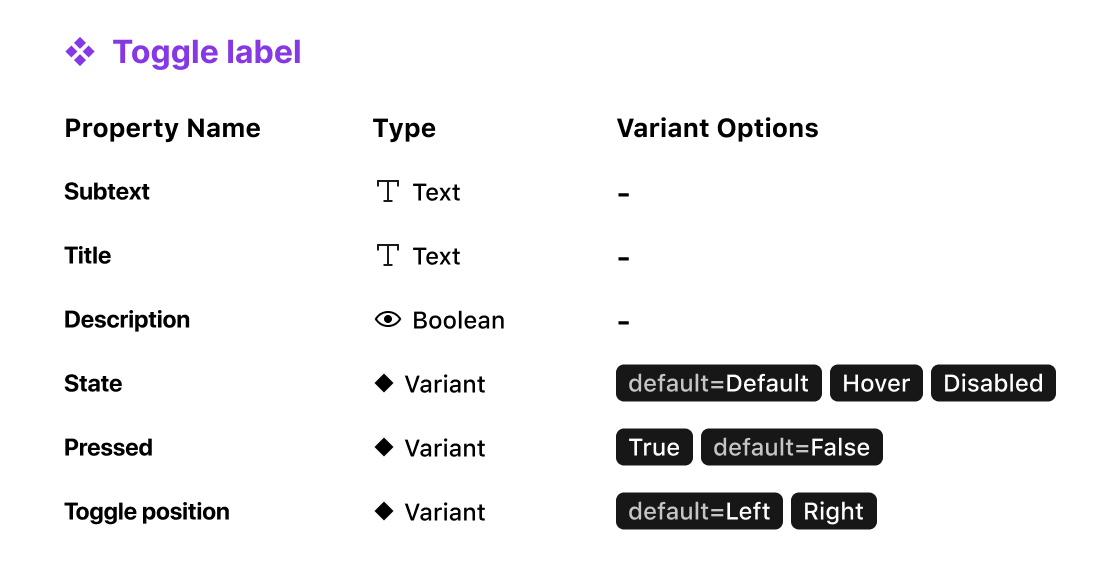 Toggle label
Property Name Type Variant Options
Subtext Text -
Title Text -
Description Boolean -
State Variant default=Default Hover Disabled
Pressed Variant True default=False
Toggle position Variant default=Left Right